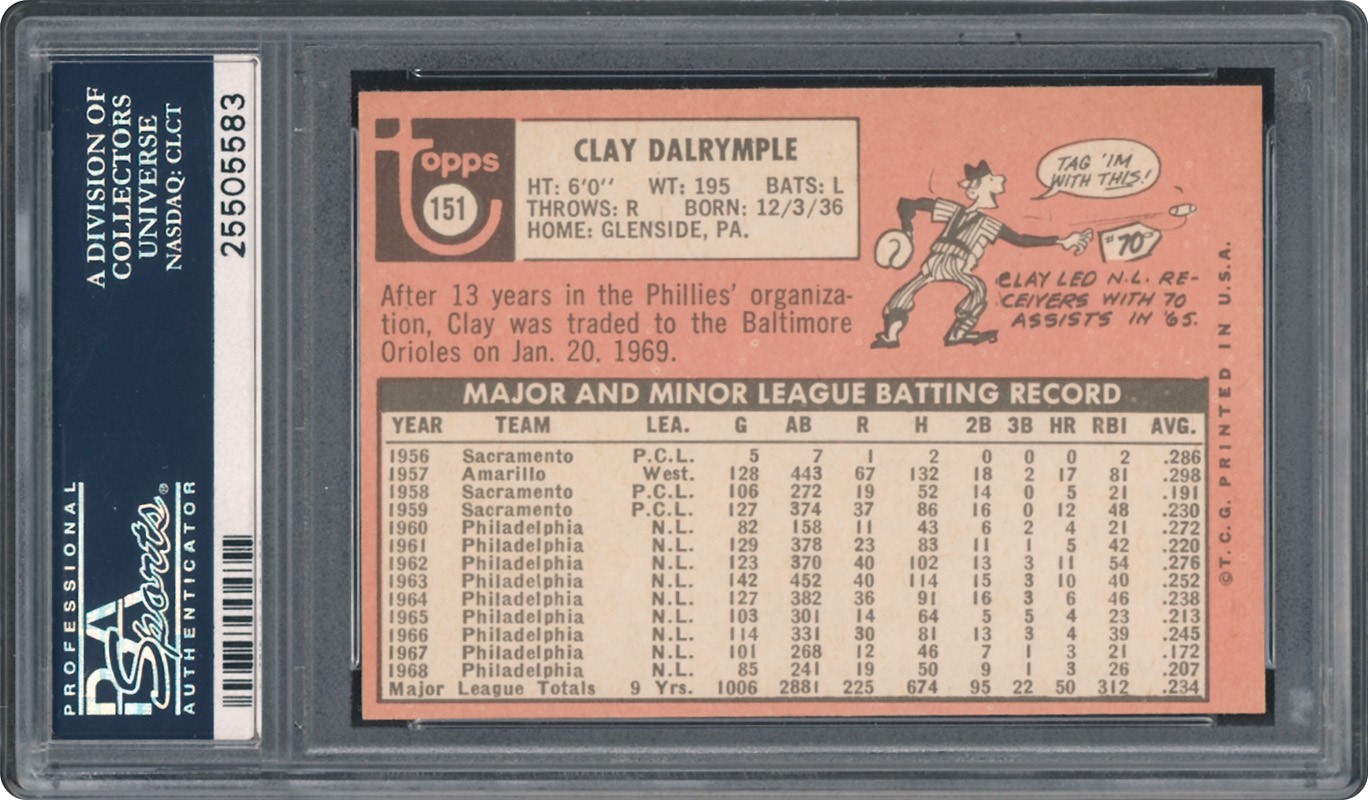 A DIVISION OF
COLLECTORS
UNIVERSE
NASDAQ: CLCT
25505583
PROFESSIONAL
PSA
Sports®
AUTHENTICATOR
Topps
151
CLAY DALRYMPLE
HT: 6'0" WT: 195 BATS: L
THROWS: R BORN: 12/3/36
HOME: GLENSIDE, PA.
TAG 'IM
WITH THIS!
"70"
CLAY LED N.L. RE-
CEIVERS WITH 70
ASSISTS IN '65.
After 13 years in the Phillies' organiza-
tion, Clay was traded to the Baltimore
Orioles on Jan. 20, 1969.
MAJOR AND MINOR LEAGUE BATTING RECORD
YEAR TEAM LEA. G AB R H 2B 3B HR RBI AVG.
1956 Sacramento P.C.L. 5 7 1 2 0 0 0 2 .286
1957 Amarillo West. 128 443 67 132 18 2 17 81 .298
1958 Sacramento P.C.L. 106 272 19 52 14 0 5 21 .191
1959 Sacramento P.C.L. 127 374 37 86 16 0 12 48 .230
1960 Philadelphia N.L. 82 158 11 43 6 2 4 21 .272
1961 Philadelphia N.L. 129 378 23 83 11 1 5 42 .220
1962 Philadelphia N.L. 123 370 40 102 13 3 11 54 .276
1963 Philadelphia N.L. 142 452 40 114 15 3 10 40 .252
1964 Philadelphia N.L. 127 382 36 91 16 3 6 46 .238
1965 Philadelphia N.L. 103 301 14 64 5 5 4 23 .213
1966 Philadelphia N.L. 114 331 30 81 13 3 4 39 .245
1967 Philadelphia N.L. 101 268 12 46 7 1 3 21 .172
1968 Philadelphia N.L. 85 241 19 50 9 1 3 26 .207
Major League Totals 9 Yrs. 1006 2881 225 674 95 22 50 312 .234
©T.C.G. PRINTED IN U.S.A.